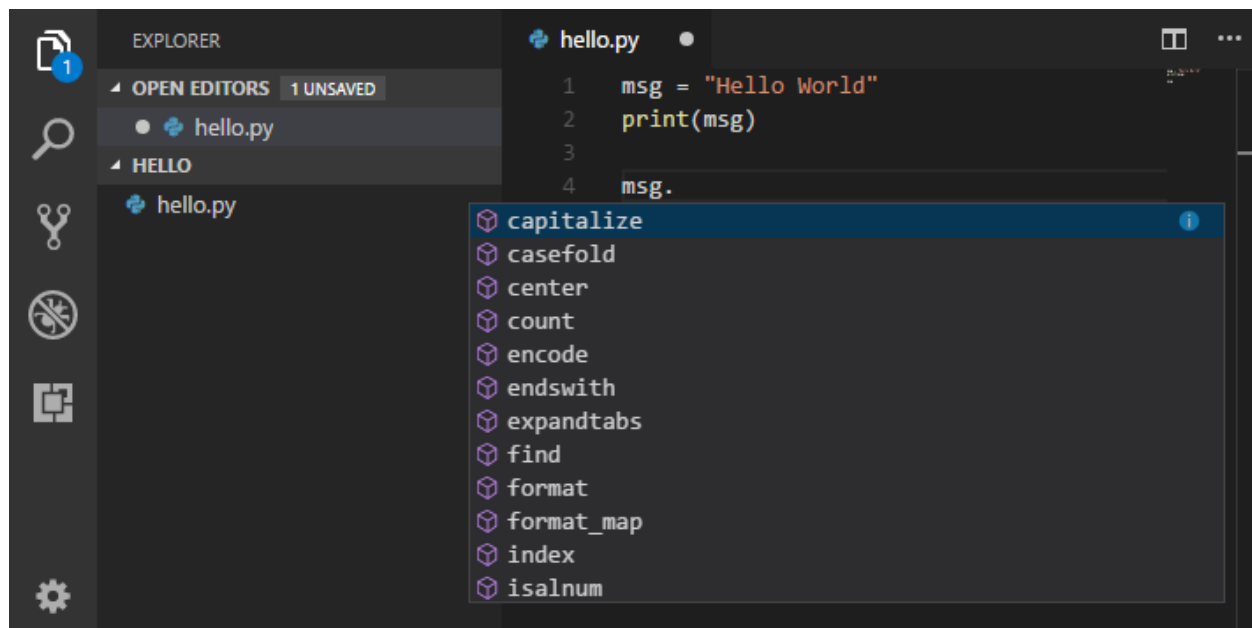 EXPLORER
OPEN EDITORS 1 UNSAVED
hello.py
HELLO
hello.py
1
hello.py
1 msg = "Hello World"
2 print(msg)
3
4 msg.
capitalize
casefold
center
count
encode
endswith
expandtabs
find
format
format_map
index
isalnum